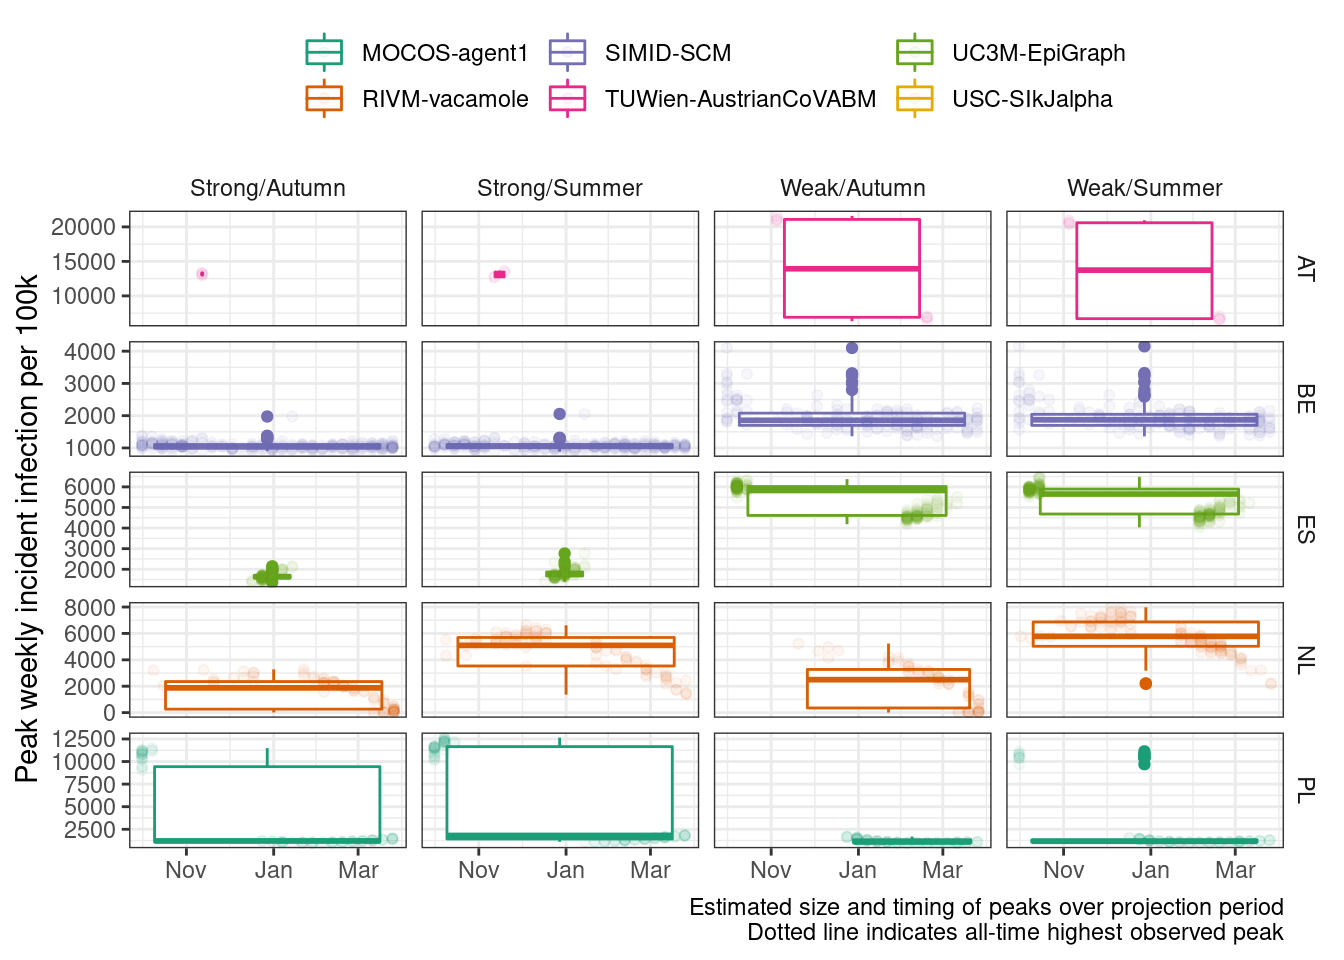 MOCOS-agent1 SIMID-SCM UC3M-EpiGraph
RIVM-vacamole TUWien-AustrianCoVABM USC-SIkJalpha
Strong/Autumn Strong/Summer Weak/Autumn Weak/Summer
Peak weekly incident infection per 100k
20000
15000
10000
AT
4000
3000
2000
1000
BE
6000
5000
4000
3000
2000
ES
8000
6000
4000
2000
0
NL
12500
10000
7500
5000
2500
PL
Nov Jan Mar Nov Jan Mar Nov Jan Mar Nov Jan Mar
Estimated size and timing of peaks over projection period
Dotted line indicates all-time highest observed peak